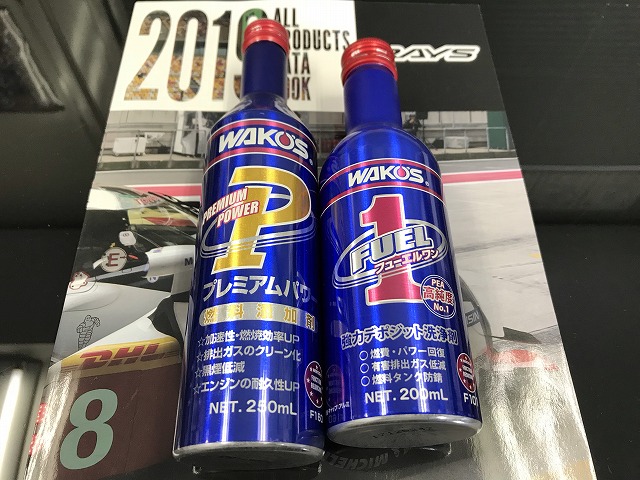 ALL
PRODUCTS
DATA
BOOK
RAYS
WAKO'S®
PREMIUM
POWER
P
プレミアムパワー
燃料添加剤
☆加速性・燃焼効率UP
☆排出ガスのクリーン化
☆黒煙低減
☆エンジンの耐久性UP
NET. 250mL
WAKO'S®
1
FUEL
フューエルワン
PEA
高純度
No.1
強力デポジット洗浄剤
○燃費・パワー回復
○有害排出ガス低減
○燃料タンク防錆
NET. 200mL
F101
DHL
8
5
MICHELIN